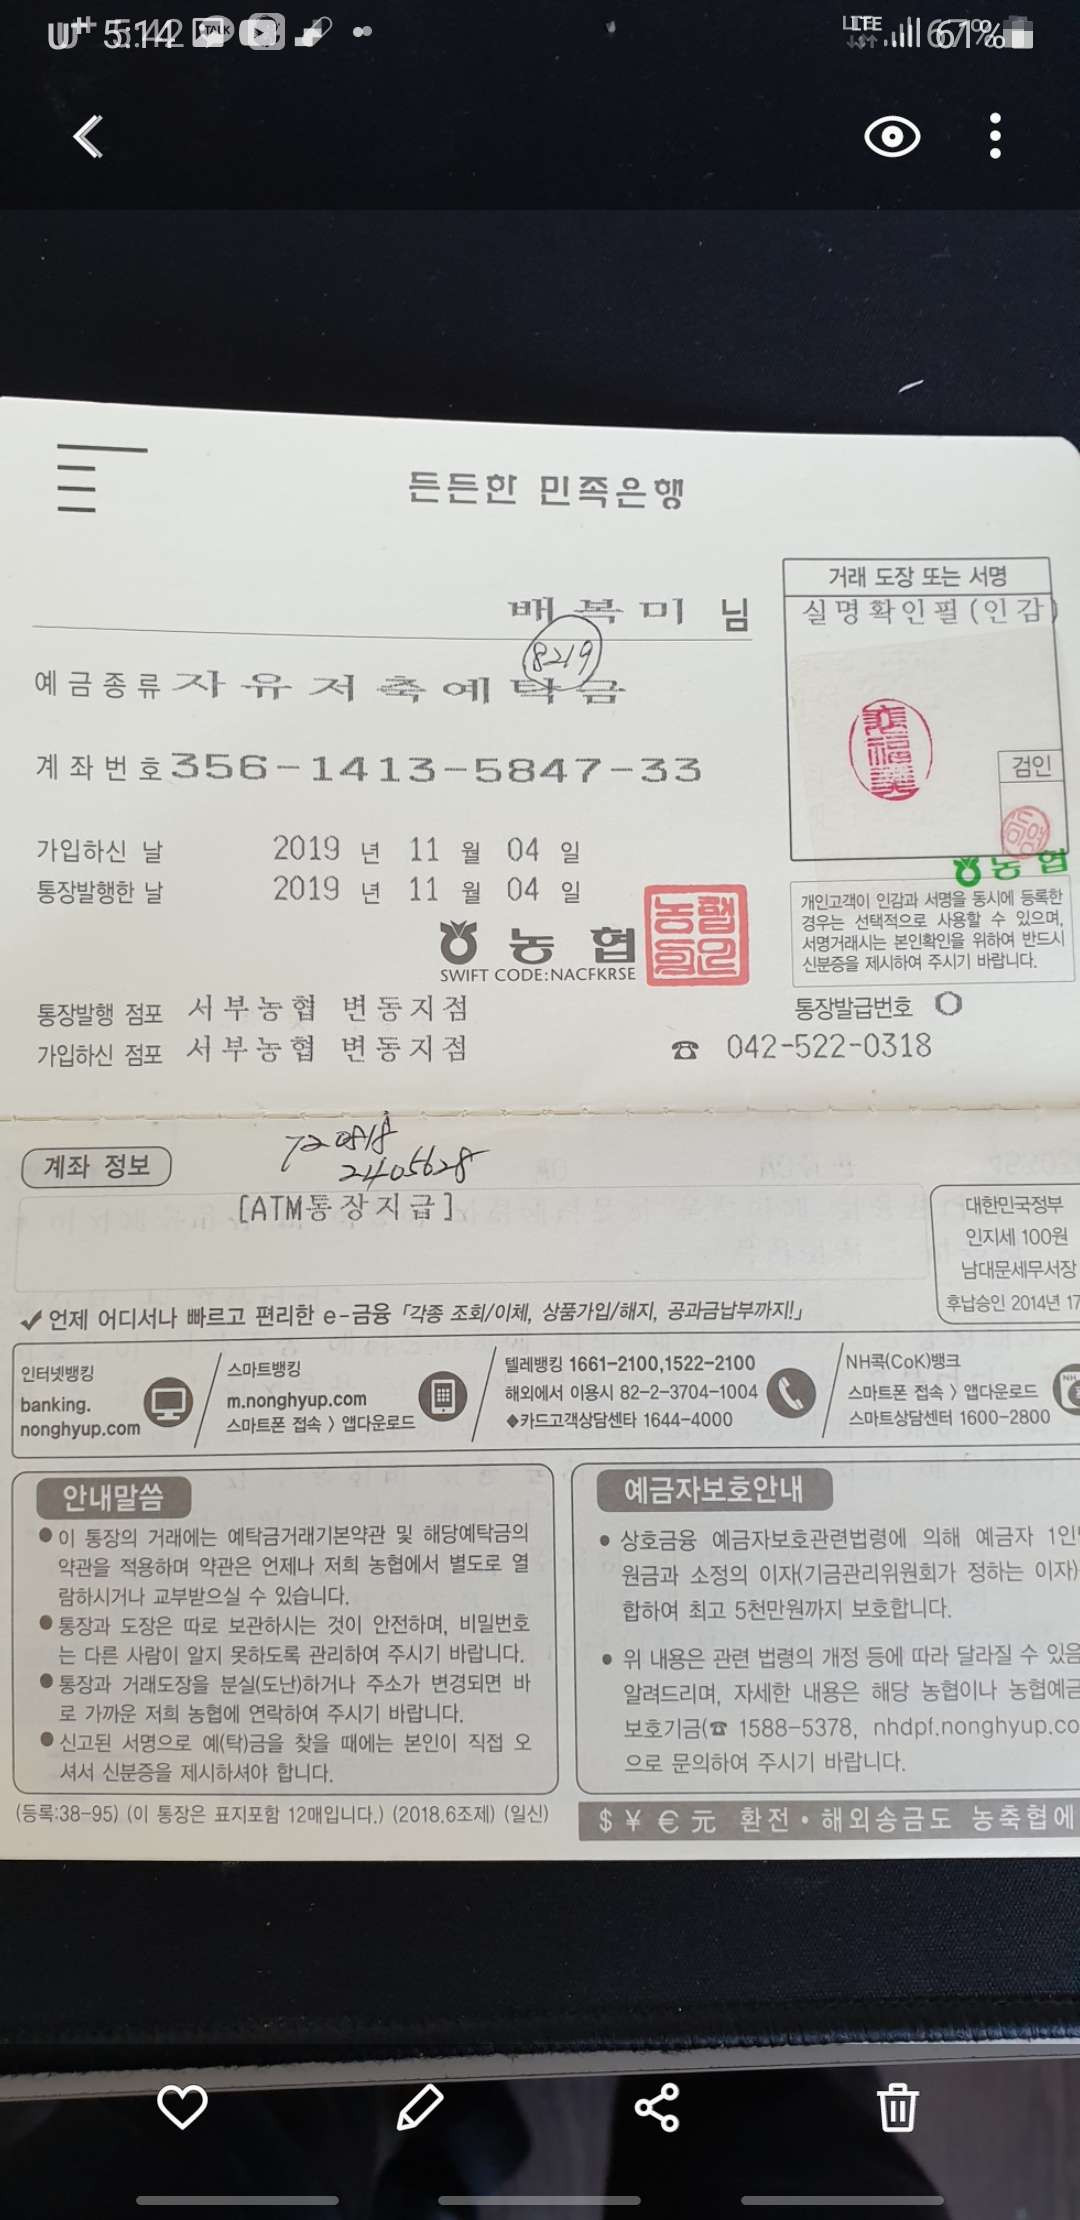 든든한 민족은행
배 복 미 님
8219
거래 도장 또는 서명
실명확인필(인감)
예금종류 자유저축예탁금
계좌번호 356-1413-5847-33
검인
가입하신 날 2019 년 11 월 04 일
통장발행한 날 2019 년 11 월 04 일
농협
농협
SWIFT CODE:NACFKRSE
개인고객이 인감과 서명을 동시에 등록한
경우는 선택적으로 사용할 수 있으며,
서명거래시는 본인확인을 위하여 반드시
신분증을 제시하여 주시기 바랍니다.
통장발행 점포 서부농협 변동지점
통장발급번호
가입하신 점포 서부농협 변동지점
☎ 042-522-0318
계좌 정보
720818
2405628
[ATM통장지급]
대한민국정부
인지세 100원
남대문세무서장
후납승인 2014년 17
✔언제 어디서나 빠르고 편리한 e-금융 「각종 조회/이체, 상품가입/해지, 공과금납부까지!」
인터넷뱅킹
banking.
nonghyup.com
스마트뱅킹
m.nonghyup.com
스마트폰 접속 > 앱다운로드
텔레뱅킹 1661-2100,1522-2100
해외에서 이용시 82-2-3704-1004
◆카드고객상담센타 1644-4000
NH콕(CoK)뱅크
스마트폰 접속 > 앱다운로드
스마트상담센터 1600-2800
NH
안내말씀
● 이 통장의 거래에는 예탁금거래기본약관 및 해당예탁금의
약관을 적용하며 약관은 언제나 저희 농협에서 별도로 열
람하시거나 교부받으실 수 있습니다.
● 통장과 도장은 따로 보관하시는 것이 안전하며, 비밀번호
는 다른 사람이 알지 못하도록 관리하여 주시기 바랍니다.
● 통장과 거래도장을 분실(도난)하거나 주소가 변경되면 바
로 가까운 저희 농협에 연락하여 주시기 바랍니다.
● 신고된 서명으로 예(탁)금을 찾을 때에는 본인이 직접 오
셔서 신분증을 제시하셔야 합니다.
(등록:38-95) (이 통장은 표지포함 12매입니다.) (2018.6조제) (일신)
예금자보호안내
• 상호금융 예금자보호관련법령에 의해 예금자 1인
원금과 소정의 이자(기금관리위원회가 정하는 이자)
합하여 최고 5천만원까지 보호합니다.
• 위 내용은 관련 법령의 개정 등에 따라 달라질 수 있음
알려드리며, 자세한 내용은 해당 농협이나 농협예금
보호기금(☎ 1588-5378, nhdpf.nonghyup.co
으로 문의하여 주시기 바랍니다.
$ ¥ € 元 환전 • 해외송금도 농축협에